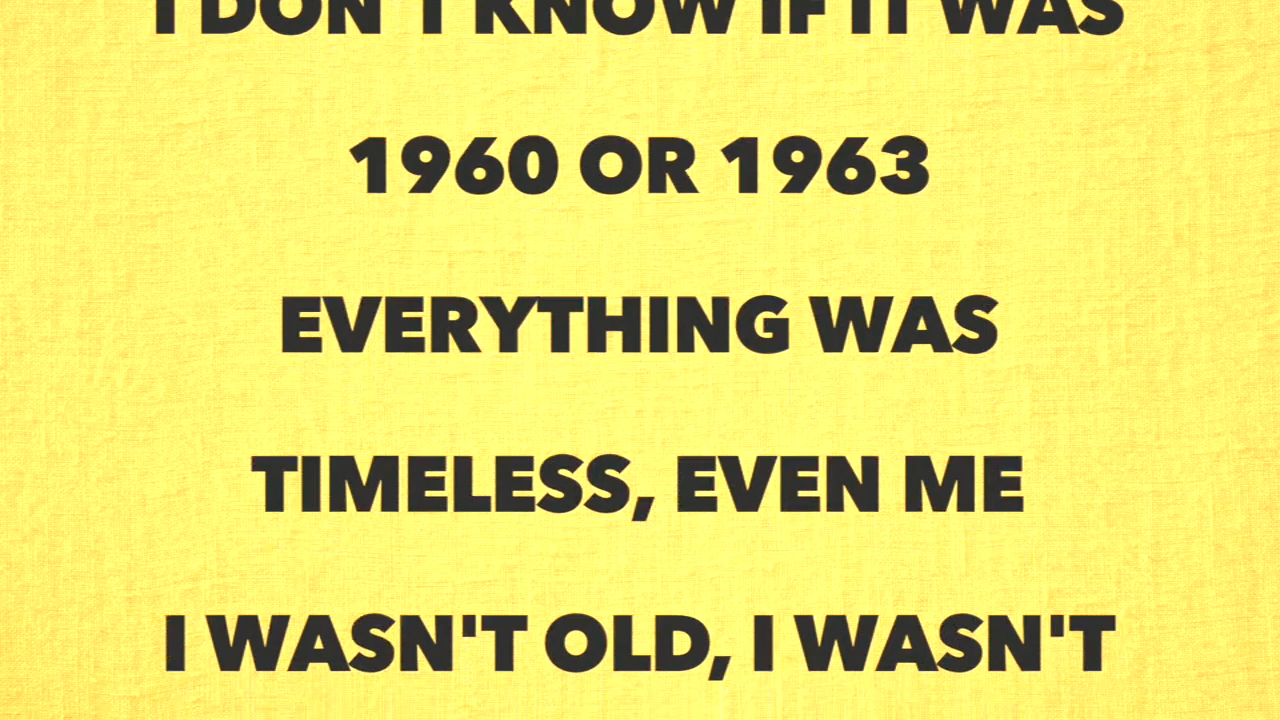 I DON'T KNOW IF IT WAS
1960 OR 1963
EVERYTHING WAS
TIMELESS, EVEN ME
I WASN'T OLD, I WASN'T